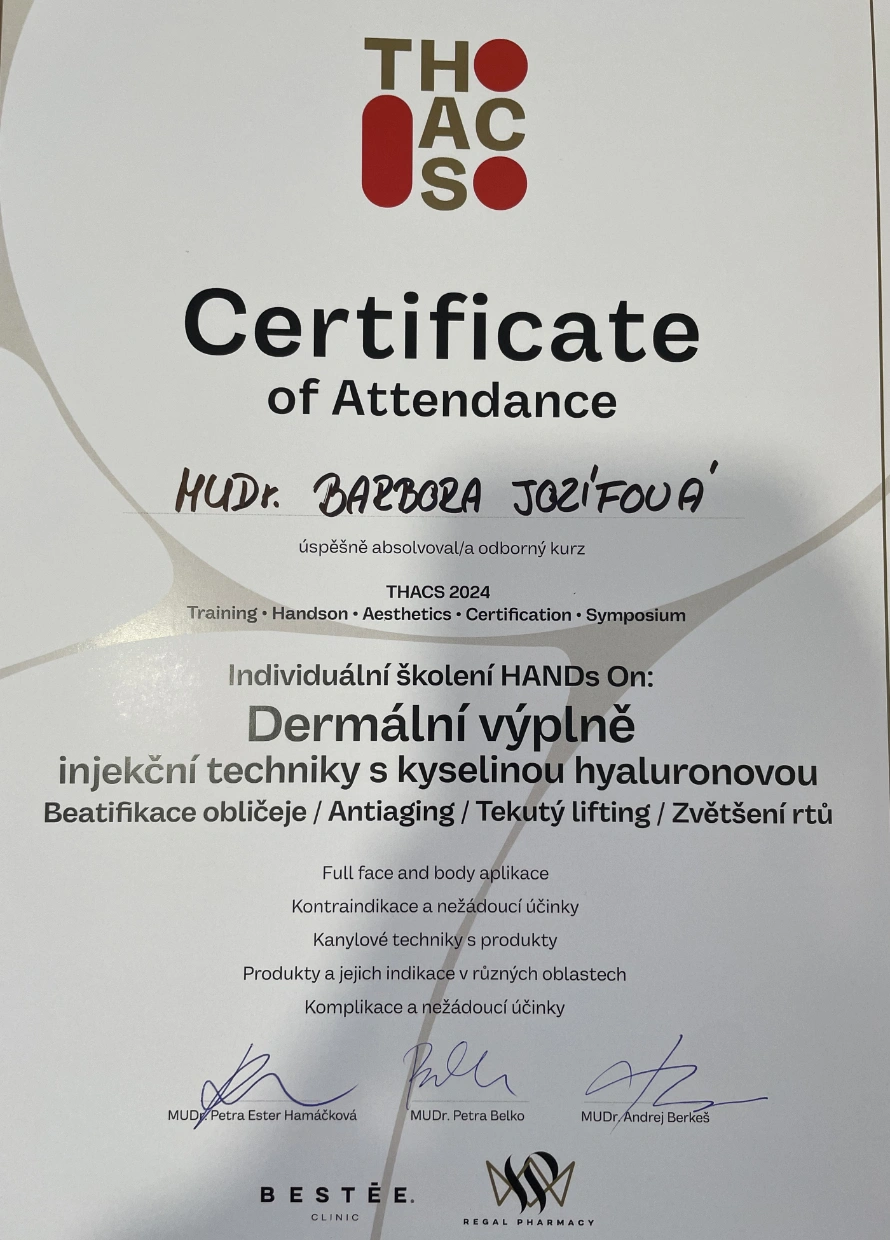 TH
AC
S
Certificate
of Attendance
MUDr. BARBORA JOZÍFOVÁ
úspěšně absolvoval/a odborný kurz
THACS 2024
Training • Handson • Aesthetics • Certification • Symposium
Individuální školení HANDs On:
Dermální výplně
injekční techniky s kyselinou hyaluronovou
Beatifikace obličeje / Antiaging / Tekutý lifting / Zvětšení rtů
Full face and body aplikace
Kontraindikace a nežádoucí účinky
Kanylové techniky s produkty
Produkty a jejich indikace v různých oblastech
Komplikace a nežádoucí účinky
MUDr. Petra Ester Hamáčková MUDr. Petra Belko MUDr. Andrej Berkeš
BESTĒE.
CLINIC
REGAL PHARMACY